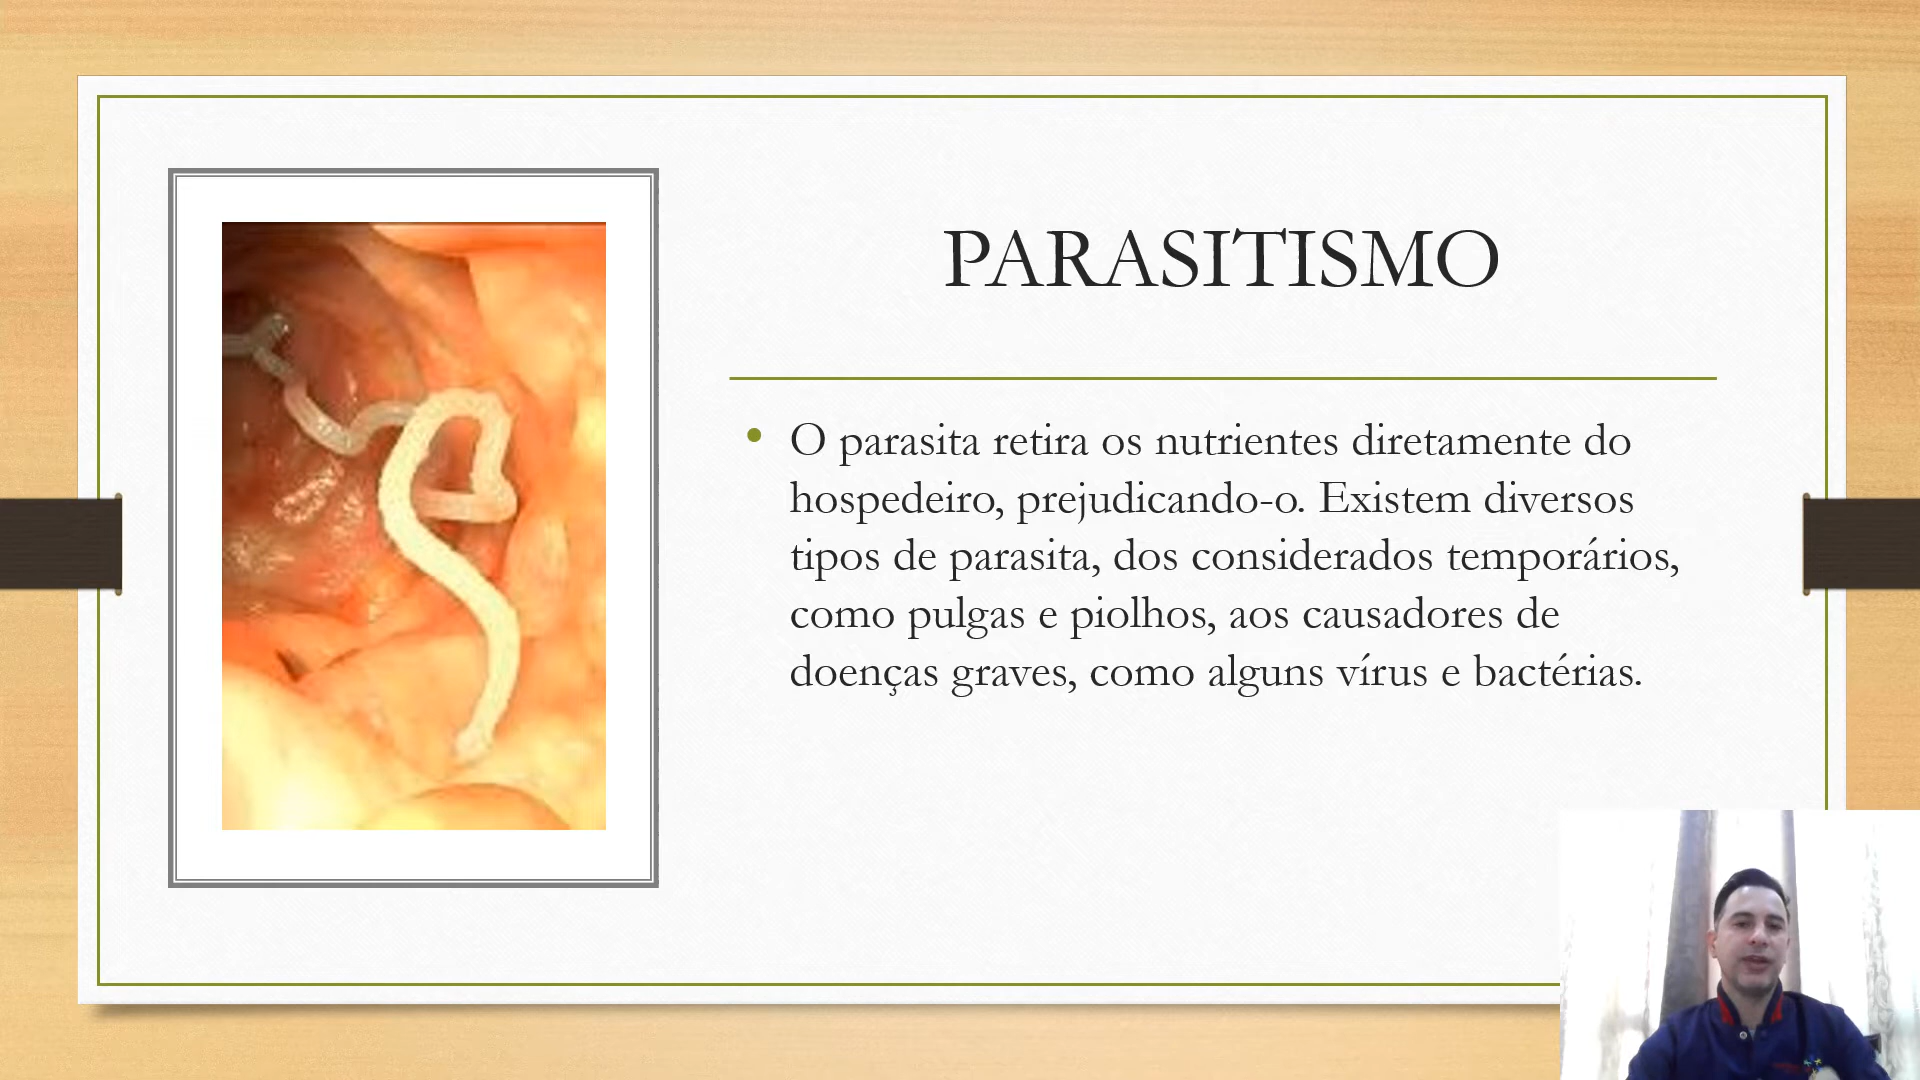 PARASITISMO
• O parasita retira os nutrientes diretamente do
hospedeiro, prejudicando-o. Existem diversos
tipos de parasita, dos considerados temporários,
como pulgas e piolhos, aos causadores de
doenças graves, como alguns vírus e bactérias.